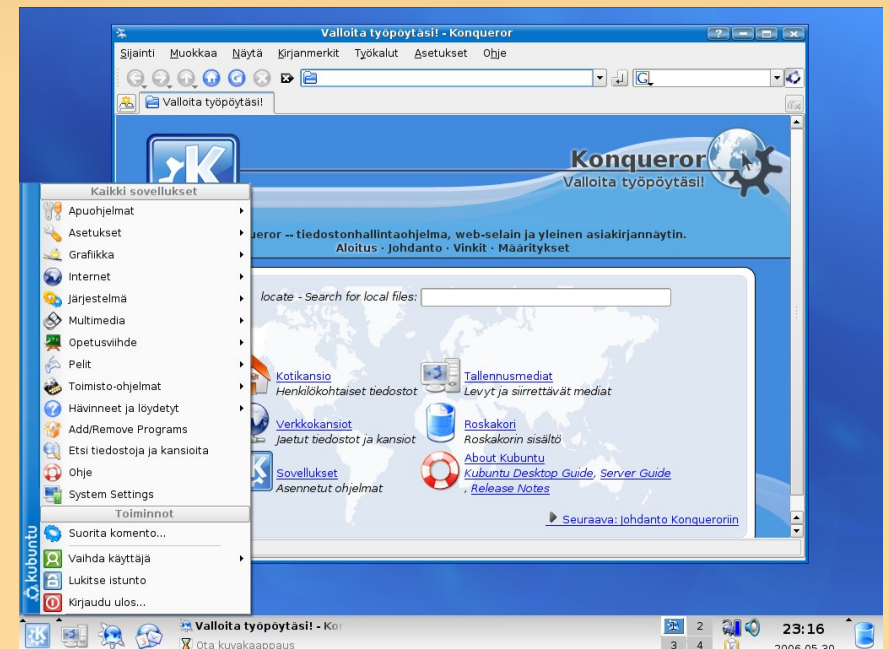 Valloita työpöytäsi! - Konqueror
Sijainti Muokkaa Näytä Kirjanmerkit Työkalut Asetukset Ohje
Valloita työpöytäsi!
Konqueror
Valloita työpöytäsi!
-- tiedostonhallintaohjelma, web-selain ja yleinen asiakirjannäytin.
Aloitus · Johdanto · Vinkit · Määritykset
locate - Search for local files:
Kotikansio
Henkilökohtaiset tiedostot
Tallennusmediat
Levyt ja siirrettävät mediat
Verkkokansiot
Jaetut tiedostot ja kansiot
Roskakori
Roskakorin sisältö
Sovellukset
Asennetut ohjelmat
About Kubuntu
Kubuntu Desktop Guide, Server Guide
, Release Notes
Seuraava: Johdanto Konqueroriin
Kaikki sovellukset
Apuohjelmat
Asetukset
Grafiikka
Internet
Järjestelmä
Multimedia
Opetusviihde
Pelit
Toimisto-ohjelmat
Hävinneet ja löydetyt
Add/Remove Programs
Etsi tiedostoja ja kansioita
Ohje
System Settings
Toiminnot
Suorita komento...
Vaihda käyttäjä
Lukitse istunto
Kirjaudu ulos...
kubuntu
Valloita työpöytäsi! - Kon
Ota kuvakaappaus
2
3 4
23:16
2006-05-30